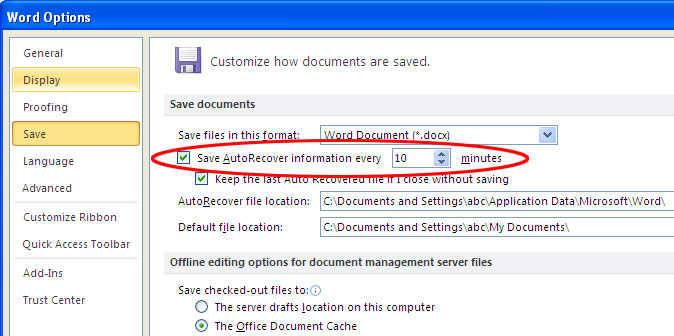 Word Options
General
Display
Proofing
Save
Language
Advanced
Customize Ribbon
Quick Access Toolbar
Add-Ins
Trust Center
Customize how documents are saved.
Save documents
Save files in this format: Word Document (*.docx)
Save AutoRecover information every 10 minutes
Keep the last Auto Recovered file if I close without saving
AutoRecover file location: C:\Documents and Settings\abc\Application Data\Microsoft\Word\
Default file location: C:\Documents and Settings\abc\My Documents\
Offline editing options for document management server files
Save checked-out files to:
The server drafts location on this computer
The Office Document Cache